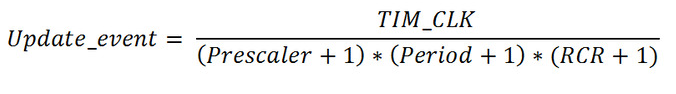 Update_event = TIM_CLK
(Prescaler + 1) * (Period + 1) * (RCR + 1)